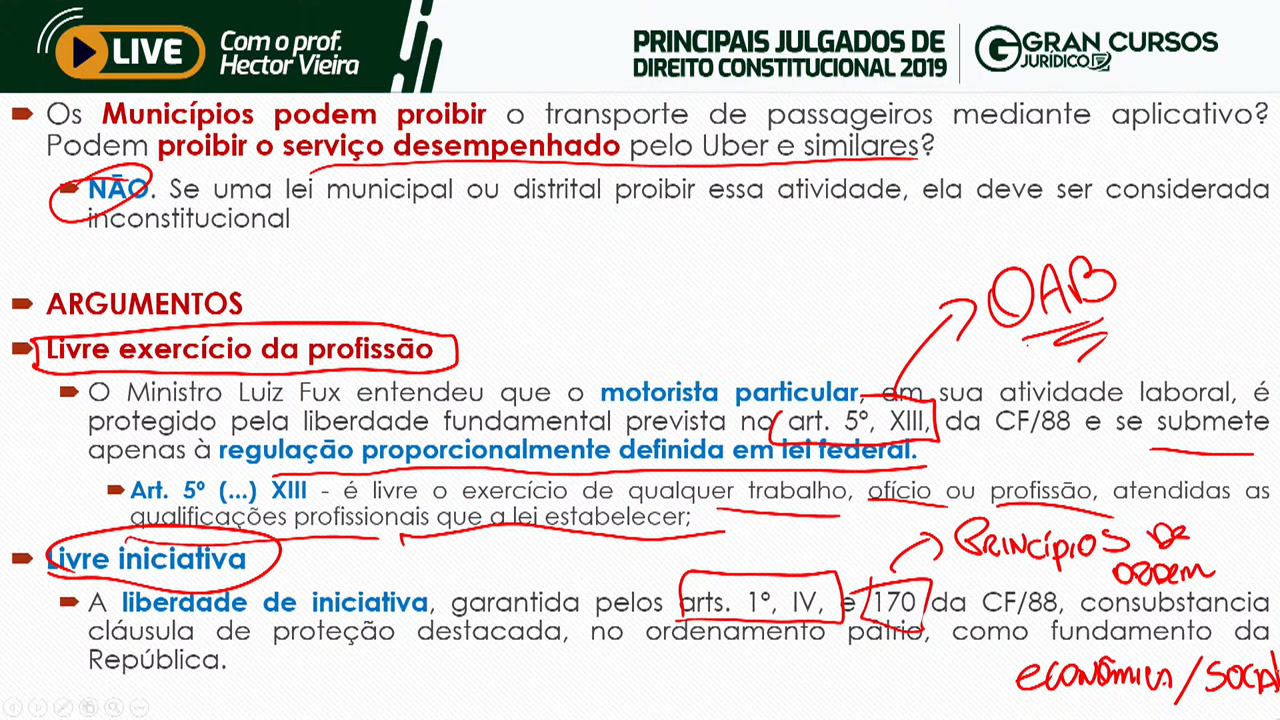 LIVE
Com o prof.
Hector Vieira
PRINCIPAIS JULGADOS DE
DIREITO CONSTITUCIONAL 2019
GRAN CURSOS
JURÍDICO
Os Municípios podem proibir o transporte de passageiros mediante aplicativo?
Podem proibir o serviço desempenhado pelo Uber e similares?
NÃO. Se uma lei municipal ou distrital proibir essa atividade, ela deve ser considerada
inconstitucional
OAB
ARGUMENTOS
Livre exercício da profissão
O Ministro Luiz Fux entendeu que o motorista particular, em sua atividade laboral, é
protegido pela liberdade fundamental prevista no art. 5º, XIII, da CF/88 e se submete
apenas à regulação proporcionalmente definida em lei federal.
Art. 5º (...) XIII - é livre o exercício de qualquer trabalho, ofício ou profissão, atendidas as
qualificações profissionais que a lei estabelecer;
PRINCÍPIOS DE
ORDEM
Livre iniciativa
A liberdade de iniciativa, garantida pelos arts. 1º, IV, e 170 da CF/88, consubstancia
cláusula de proteção destacada, no ordenamento pátrio, como fundamento da
República.
ECONÔMICA / SOCIAL